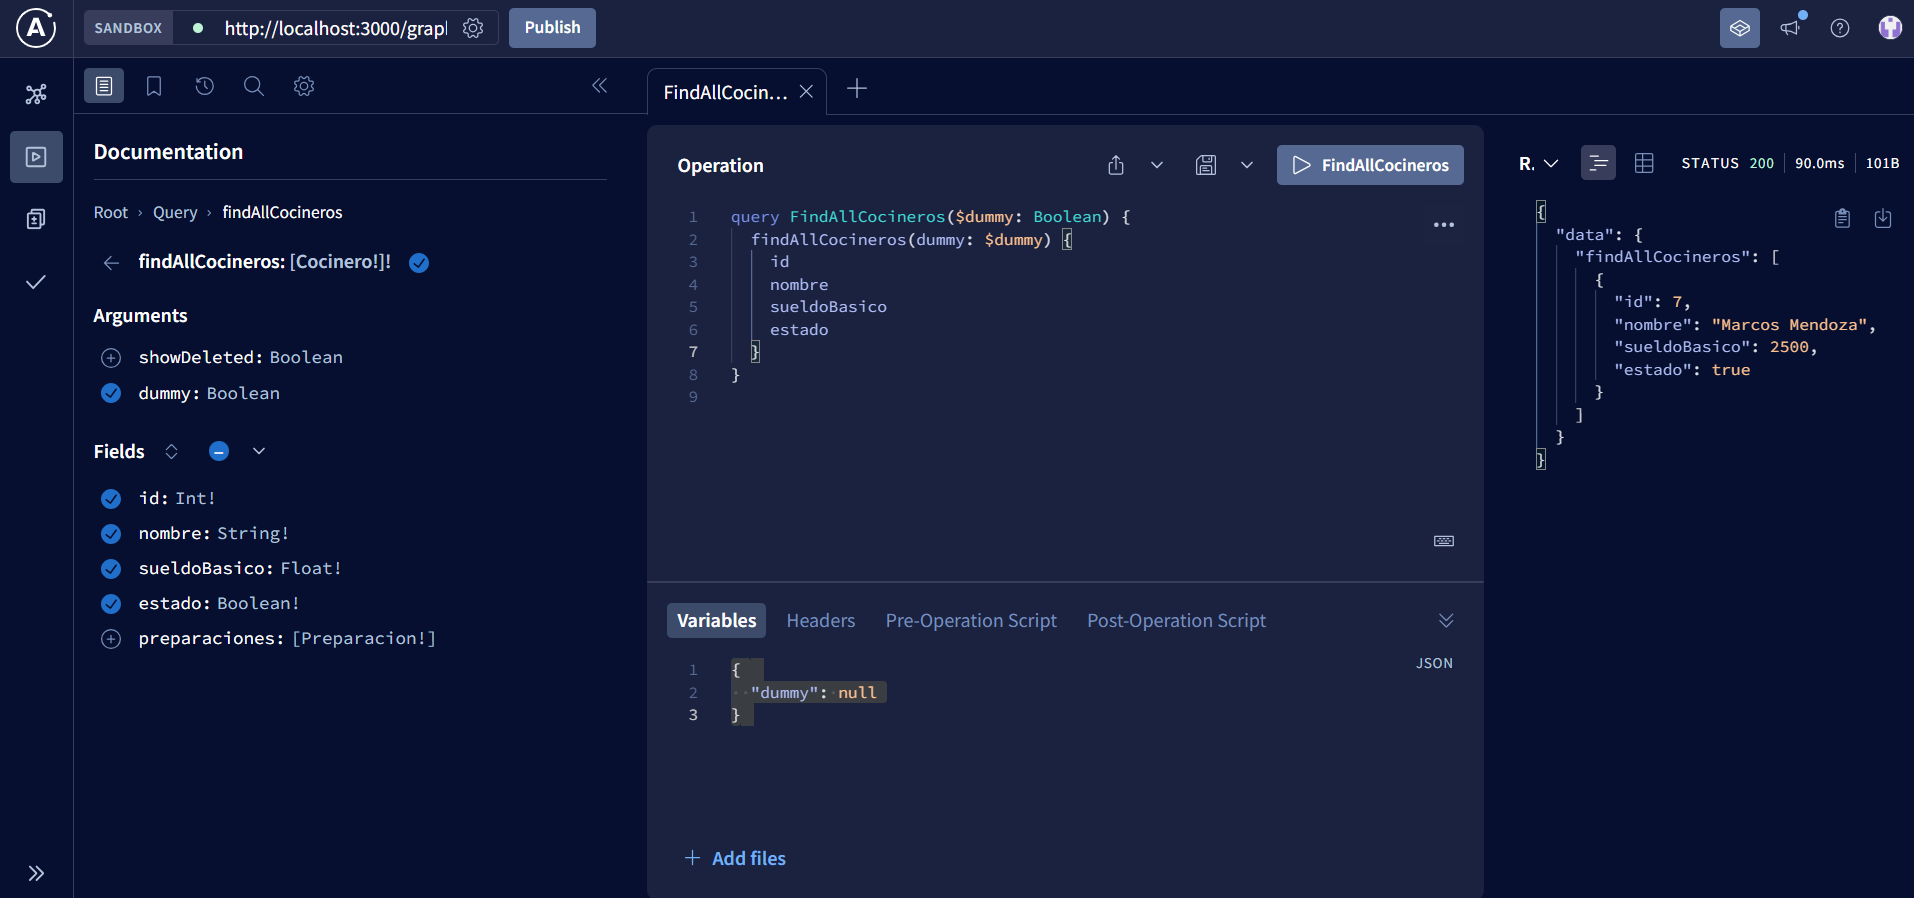 SANDBOX
http://localhost:3000/grap
Publish
Documentation
Root › Query › findAllCocineros
findAllCocineros: [Cocinero!]!
Arguments
showDeleted: Boolean
dummy: Boolean
Fields
id: Int!
nombre: String!
sueldoBasico: Float!
estado: Boolean!
preparaciones: [Preparacion!]
FindAllCocin...
Operation
FindAllCocineros
1 query FindAllCocineros($dummy: Boolean) {
2 findAllCocineros(dummy: $dummy) {
3 id
4 nombre
5 sueldoBasico
6 estado
7 }
8 }
9
Variables Headers Pre-Operation Script Post-Operation Script
JSON
1 {
2 "dummy": null
3 }
+ Add files
R. STATUS 200 90.0ms 101B
{
"data": {
"findAllCocineros": [
{
"id": 7,
"nombre": "Marcos Mendoza",
"sueldoBasico": 2500,
"estado": true
}
]
}
}